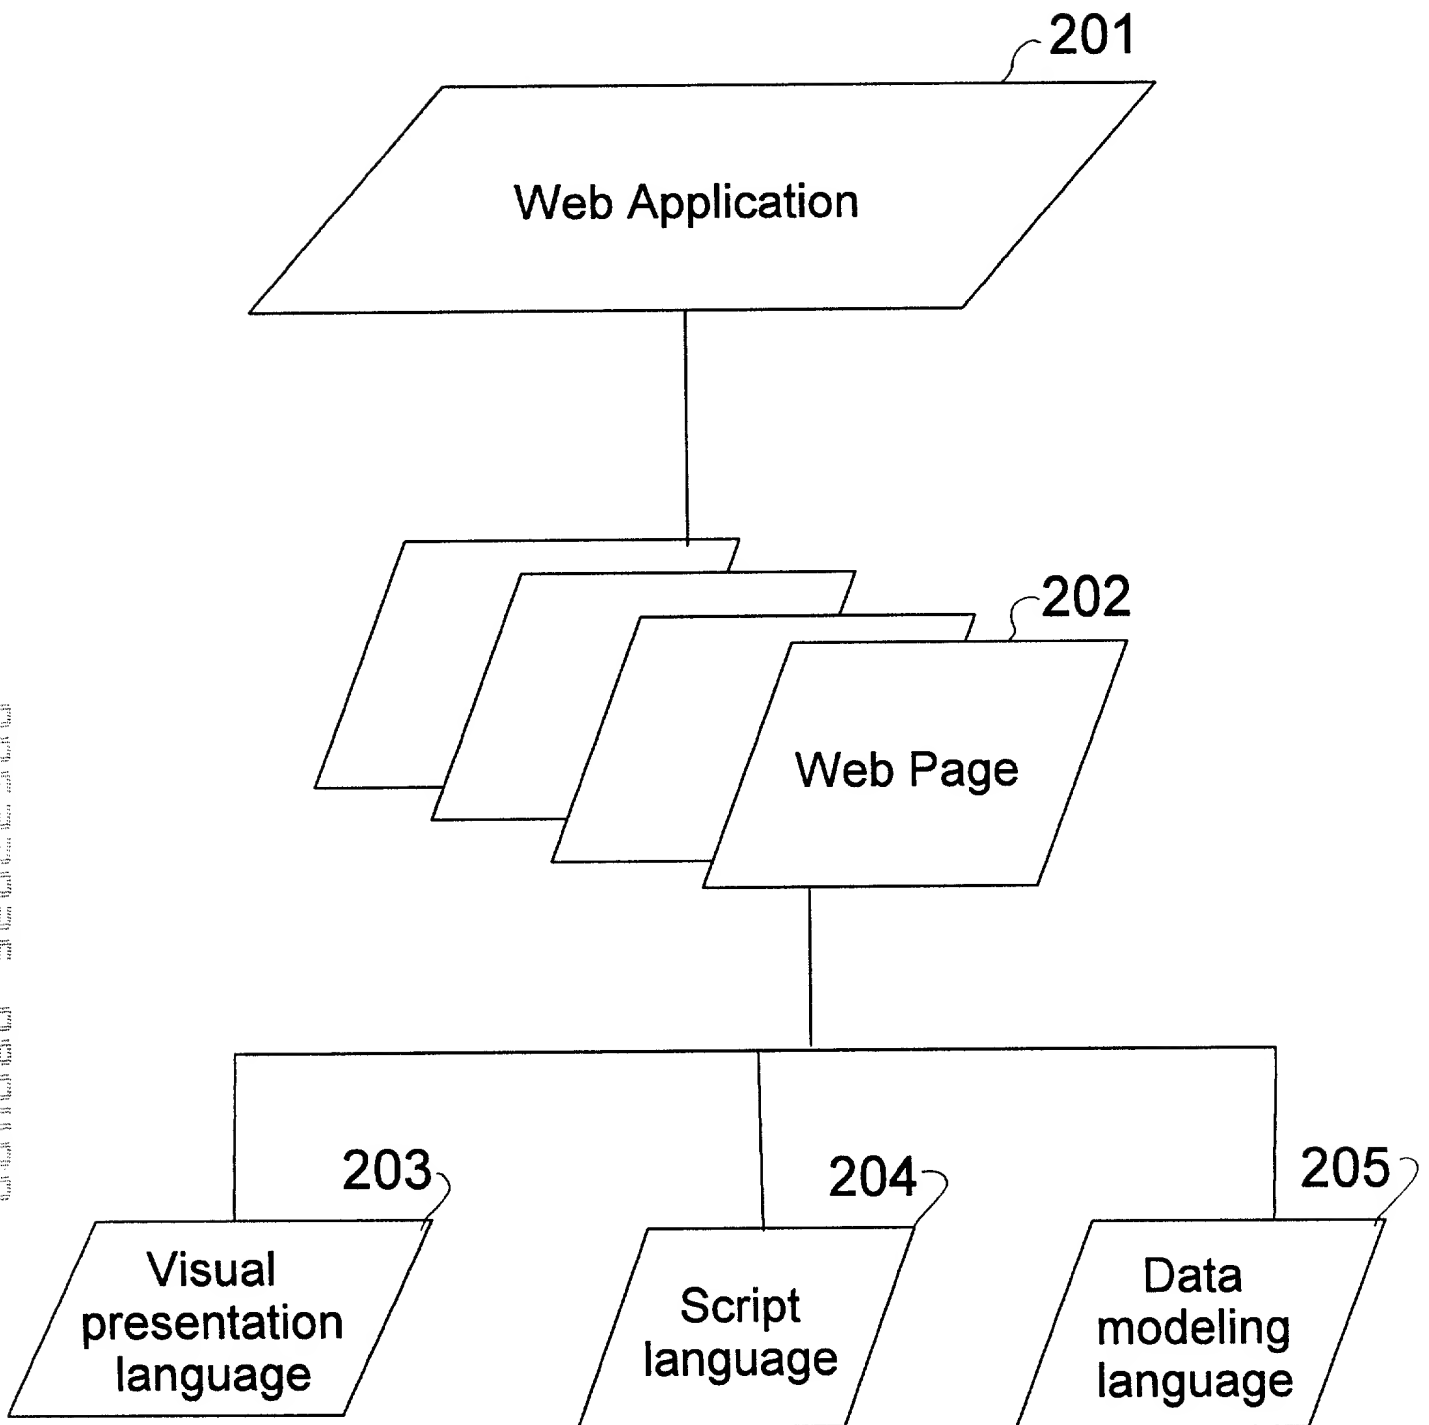 201
Web Application
202
Web Page
203
Visual
presentation
language
204
Script
language
205
Data
modeling
language